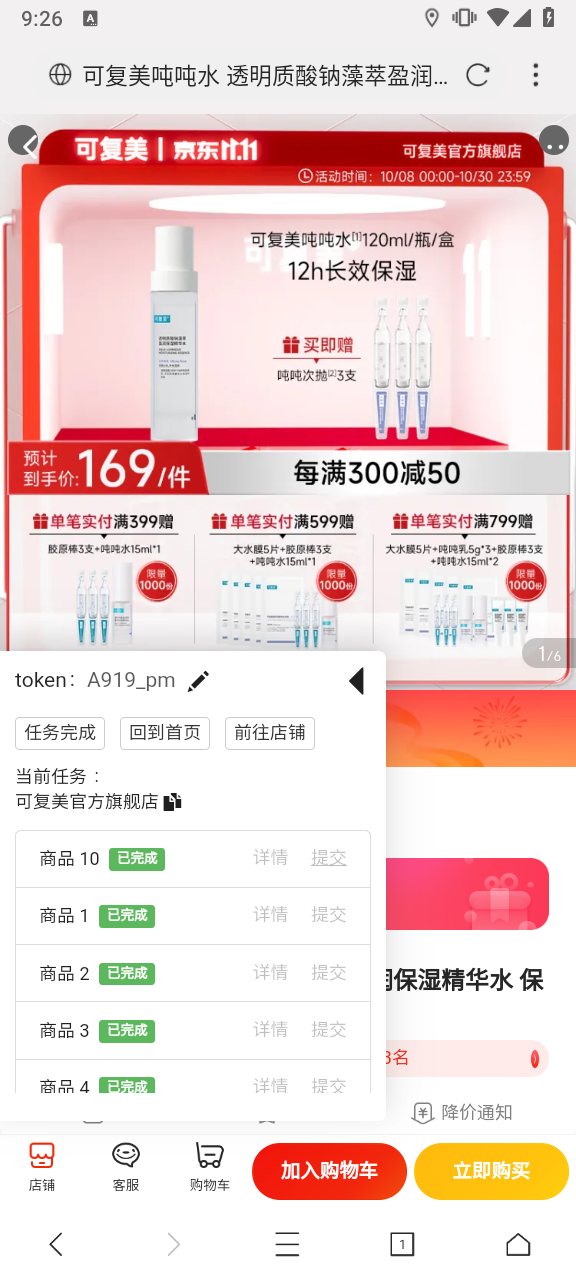 9:26
A
可复美吨吨水 透明质酸钠藻萃盈润...
可复美 | 京东11.11
可复美官方旗舰店
活动时间：10/08 00:00-10/30 23:59
可复美吨吨水[1]120ml/瓶/盒
12h长效保湿
买即赠
吨吨次抛[2]3支
可复美
预计
到手价:169/件
每满300减50
单笔实付满399赠
胶原棒3支+吨吨水15ml*1
限量
1000份
单笔实付满599赠
大水膜5片+胶原棒3支
+吨吨水15ml*1
限量
1000份
单笔实付满799赠
大水膜5片+吨吨乳5g*3+胶原棒3支
+吨吨水15ml*2
限量
1000份
1/6
token： A919_pm
任务完成 回到首页 前往店铺
当前任务 ：
可复美官方旗舰店
商品 10 已完成 详情 提交
商品 1 已完成 详情 提交
商品 2 已完成 详情 提交
商品 3 已完成 详情 提交
商品 4 已完成 详情 提交
保湿精华水 保
3名
降价通知
店铺
客服
购物车
加入购物车
立即购买
1